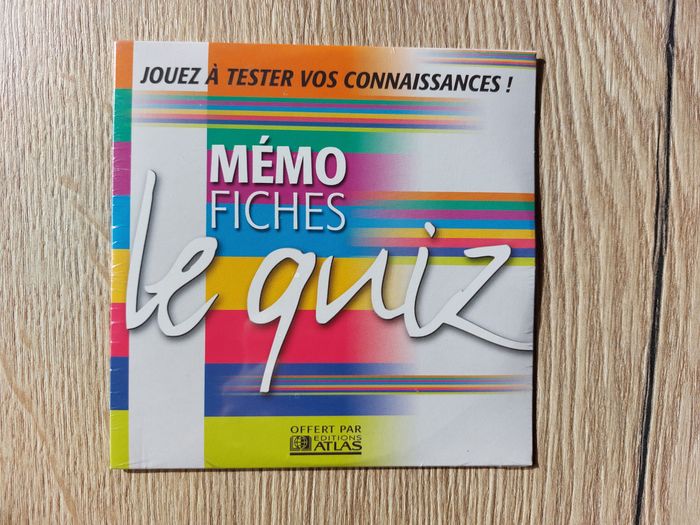 JOUEZ À TESTER VOS CONNAISSANCES !
MÉMO
FICHES
le quiz
OFFERT PAR
EDITIONS
ATLAS